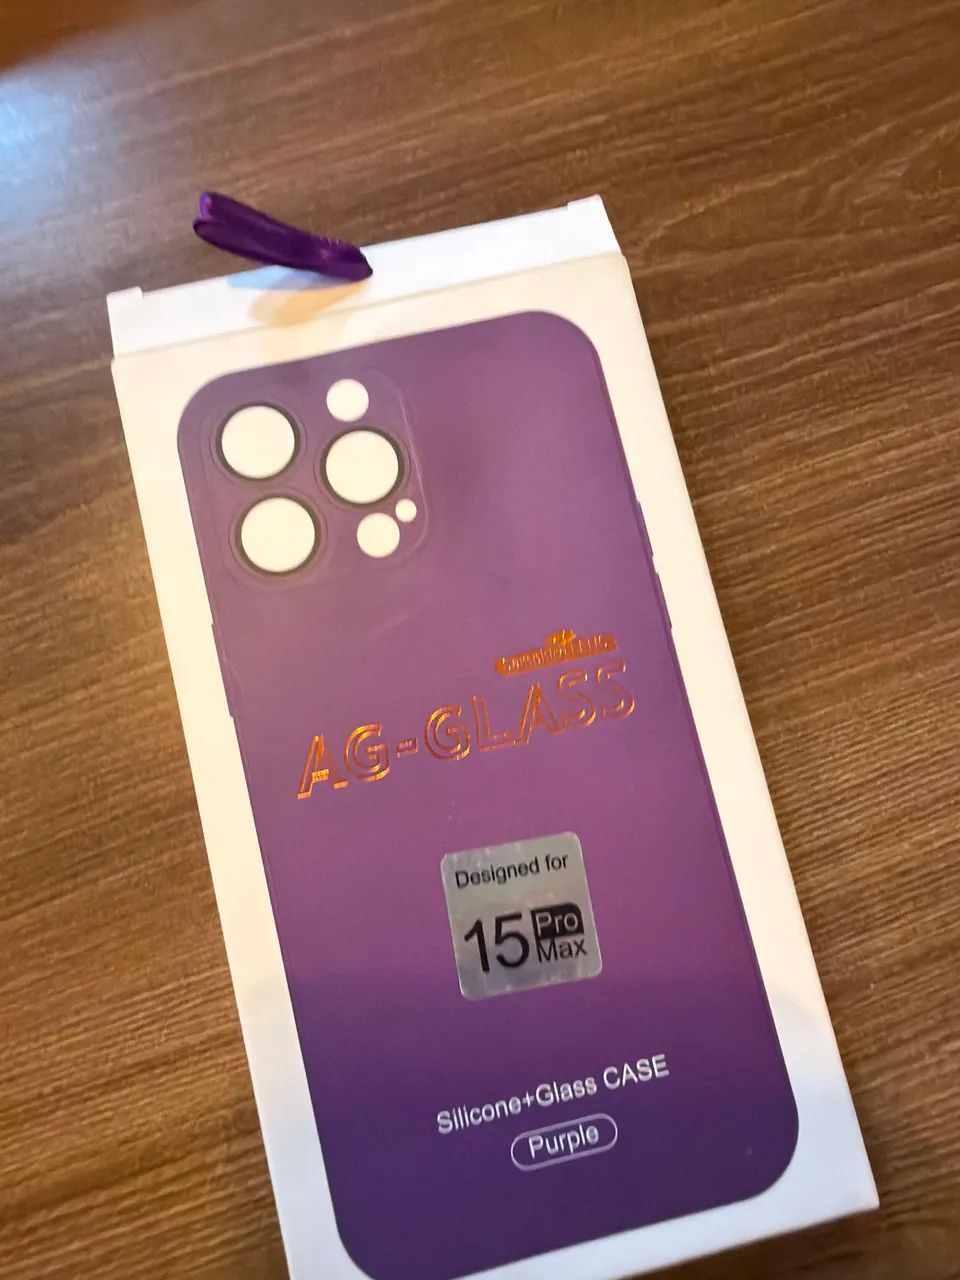 AG-GLASS
Designed for
15 Pro Max
Silicone+Glass CASE
Purple